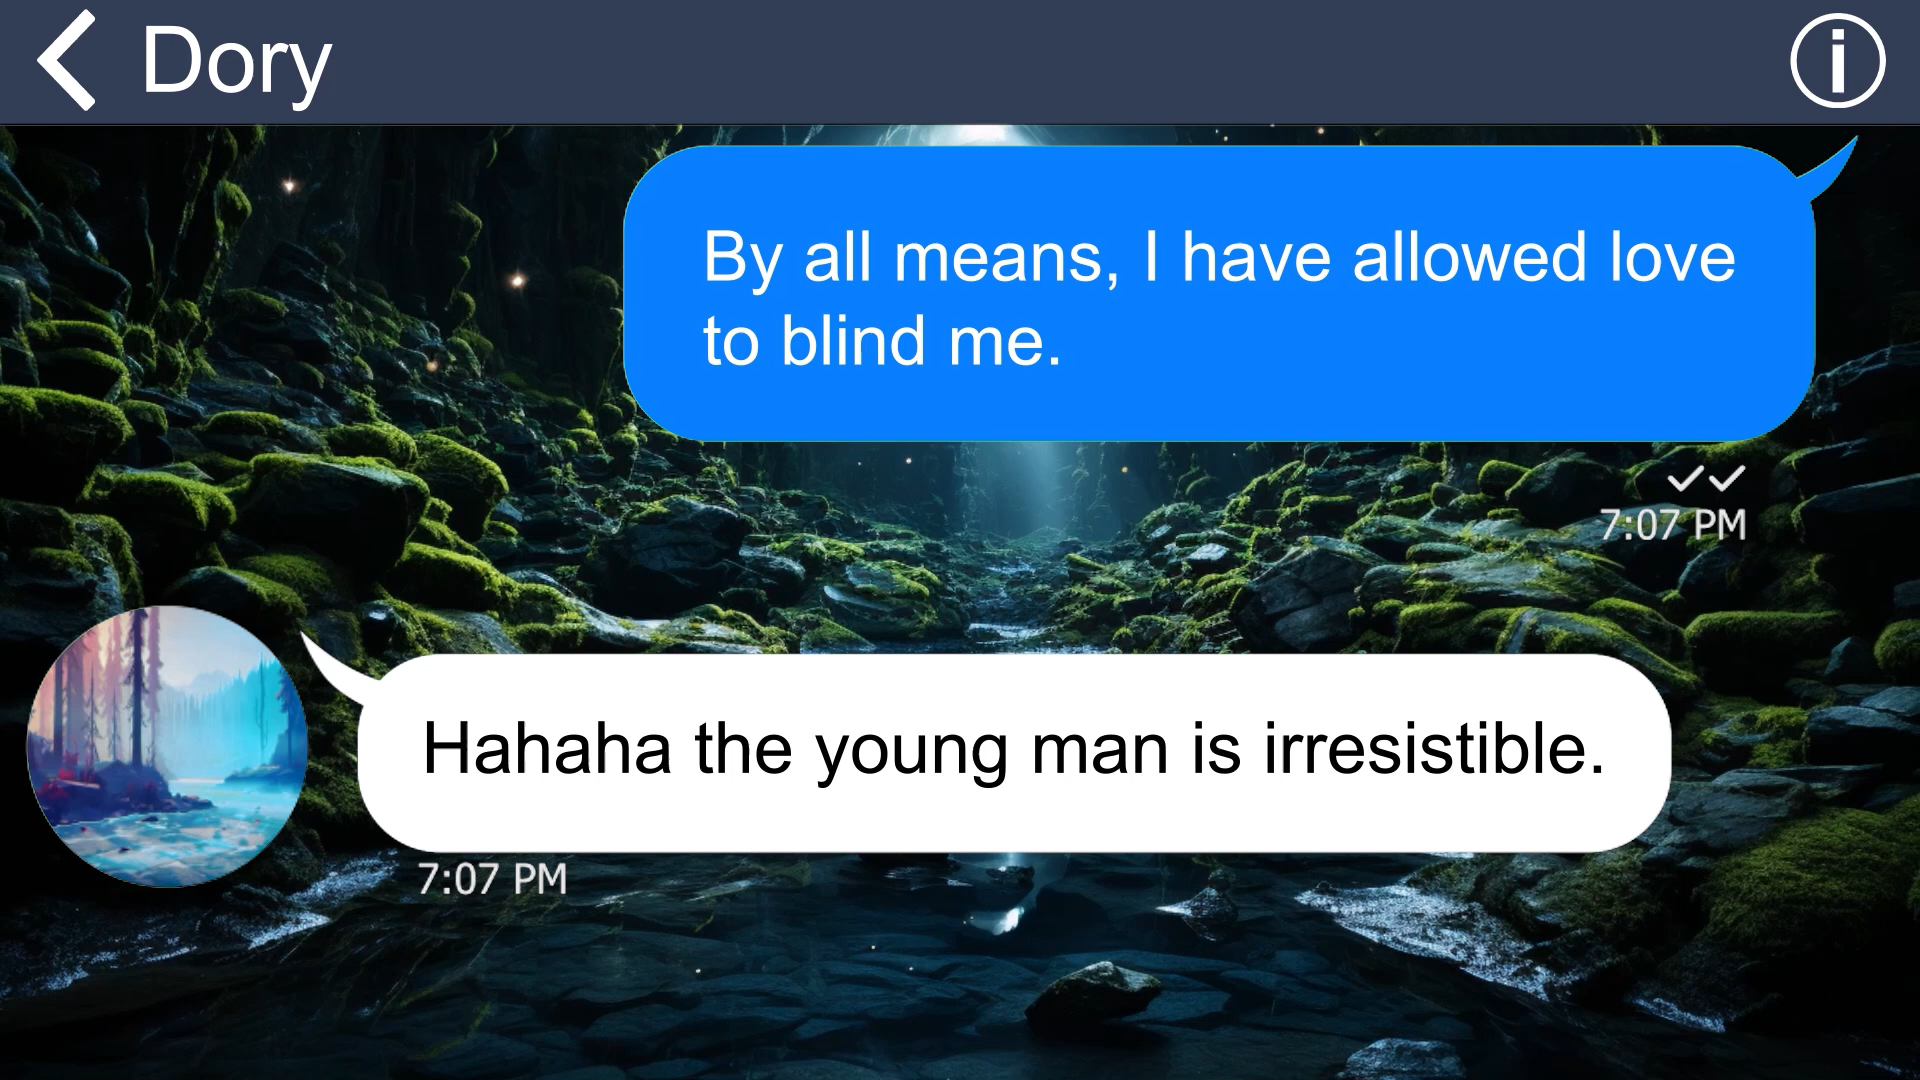 Dory
By all means, I have allowed love
to blind me.
7:07 PM
Hahaha the young man is irresistible.
7:07 PM